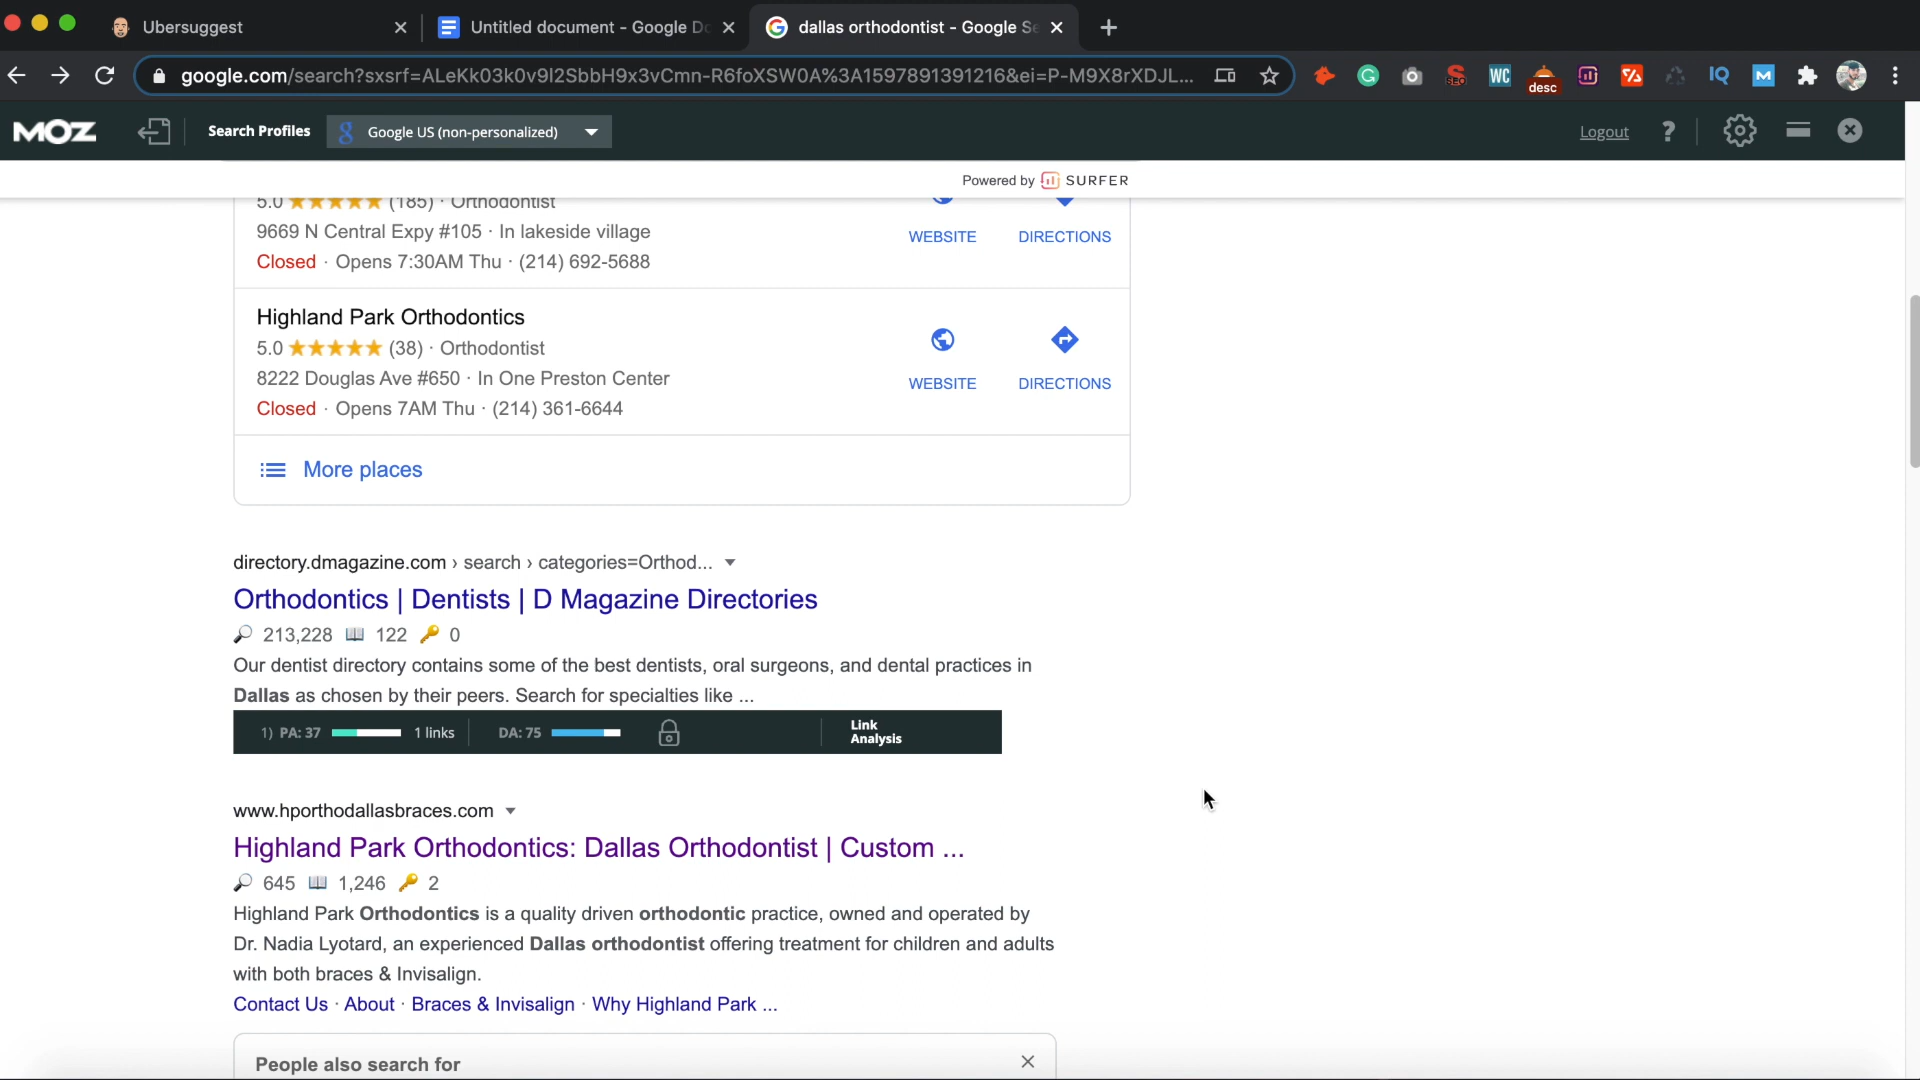 Ubersuggest
Untitled document - Google Do
dallas orthodontist - Google Se
google.com/search?sxsrf=ALeKk03k0v9l2SbbH9x3vCmn-R6foXSW0A%3A1597891391216&ei=P-M9X8rXDJL...
SEO
WC
desc
IQ
M
MOZ
Search Profiles
Google US (non-personalized)
Logout
?
Powered by SURFER
5.0 ★★★★★ (185) · Orthodontist
9669 N Central Expy #105 · In lakeside village
WEBSITE
DIRECTIONS
Closed · Opens 7:30AM Thu · (214) 692-5688
Highland Park Orthodontics
5.0 ★★★★★ (38) · Orthodontist
8222 Douglas Ave #650 · In One Preston Center
WEBSITE
DIRECTIONS
Closed · Opens 7AM Thu · (214) 361-6644
More places
directory.dmagazine.com › search › categories=Orthod...
Orthodontics | Dentists | D Magazine Directories
213,228 122 0
Our dentist directory contains some of the best dentists, oral surgeons, and dental practices in
Dallas as chosen by their peers. Search for specialties like ...
1) PA: 37 1 links DA: 75 Link Analysis
www.hporthodallasbraces.com
Highland Park Orthodontics: Dallas Orthodontist | Custom ...
645 1,246 2
Highland Park Orthodontics is a quality driven orthodontic practice, owned and operated by
Dr. Nadia Lyotard, an experienced Dallas orthodontist offering treatment for children and adults
with both braces & Invisalign.
Contact Us · About · Braces & Invisalign · Why Highland Park ...
People also search for